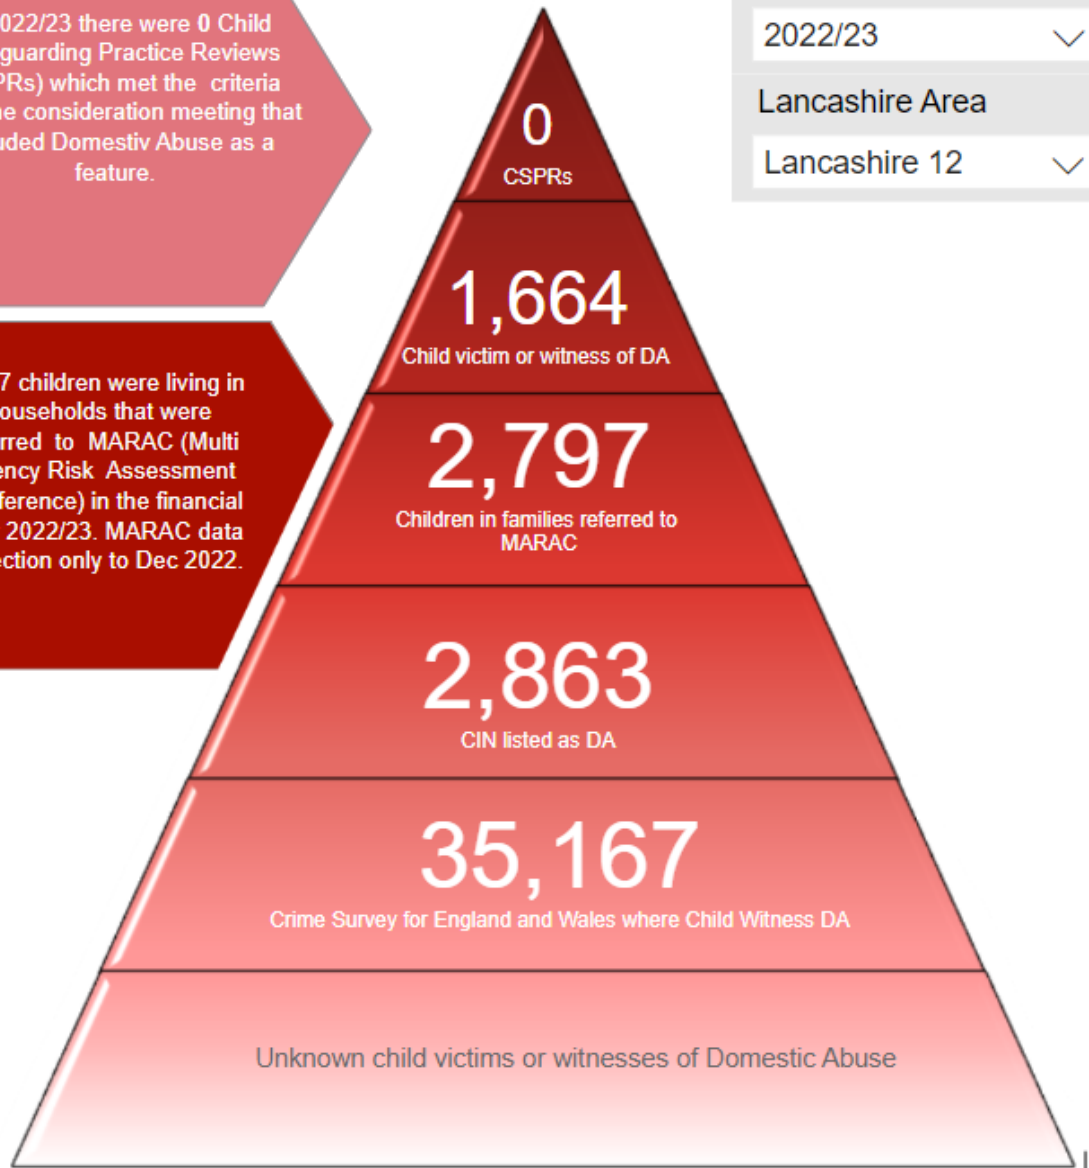 022/23 there were 0 Child
guarding Practice Reviews
PRs) which met the criteria
ne consideration meeting that
uded Domestiv Abuse as a
feature.
7 children were living in
ouseholds that were
rred to MARAC (Multi
ency Risk Assessment
ference) in the financial
2022/23. MARAC data
ection only to Dec 2022.
0
CSPRs
1,664
Child victim or witness of DA
2,797
Children in families referred to
MARAC
2,863
CIN listed as DA
35,167
Crime Survey for England and Wales where Child Witness DA
Unknown child victims or witnesses of Domestic Abuse
2022/23
Lancashire Area
Lancashire 12